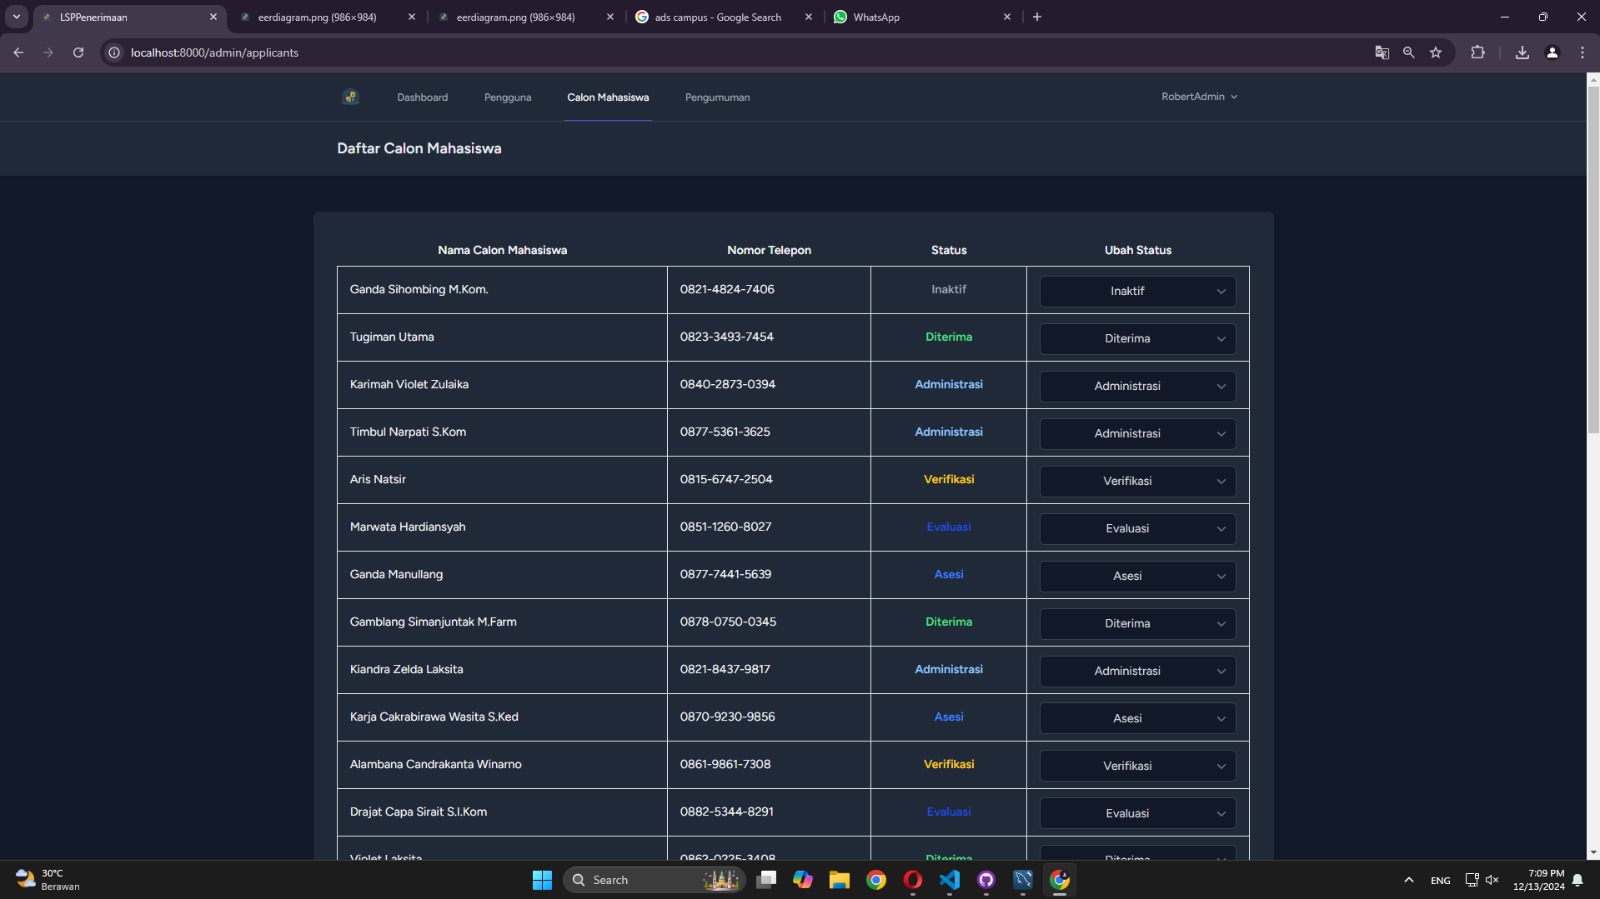 LSPPenerimaan
eerdiagram.png (986×984)
eerdiagram.png (986×984)
ads campus - Google Search
WhatsApp
localhost:8000/admin/applicants
Dashboard
Pengguna
Calon Mahasiswa
Pengumuman
RobertAdmin
Daftar Calon Mahasiswa
Nama Calon Mahasiswa Nomor Telepon Status Ubah Status
Ganda Sihombing M.Kom. 0821-4824-7406 Inaktif Inaktif
Tugiman Utama 0823-3493-7454 Diterima Diterima
Karimah Violet Zulaika 0840-2873-0394 Administrasi Administrasi
Timbul Narpati S.Kom 0877-5361-3625 Administrasi Administrasi
Aris Natsir 0815-6747-2504 Verifikasi Verifikasi
Marwata Hardiansyah 0851-1260-8027 Evaluasi Evaluasi
Ganda Manullang 0877-7441-5639 Asesi Asesi
Gamblang Simanjuntak M.Farm 0878-0750-0345 Diterima Diterima
Kiandra Zelda Laksita 0821-8437-9817 Administrasi Administrasi
Karja Cakrabirawa Wasita S.Ked 0870-9230-9856 Asesi Asesi
Alambana Candrakanta Winarno 0861-9861-7308 Verifikasi Verifikasi
Drajat Capa Sirait S.I.Kom 0882-5344-8291 Evaluasi Evaluasi
Violet Laksita 0862-0225-3408 Diterima Diterima
30°C
Berawan
Search
ENG
7:09 PM
12/13/2024